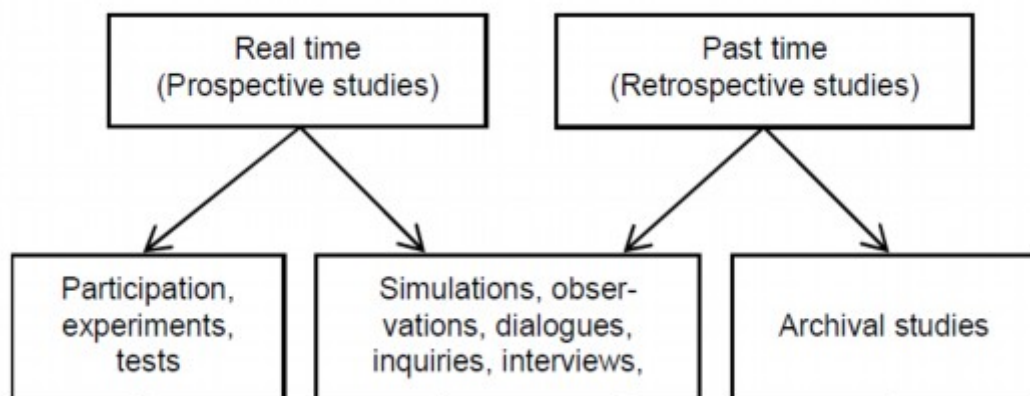 Real time
(Prospective studies)
Past time
(Retrospective studies)
Participation,
experiments,
tests
Simulations, obser-
vations, dialogues,
inquiries, interviews,
Archival studies